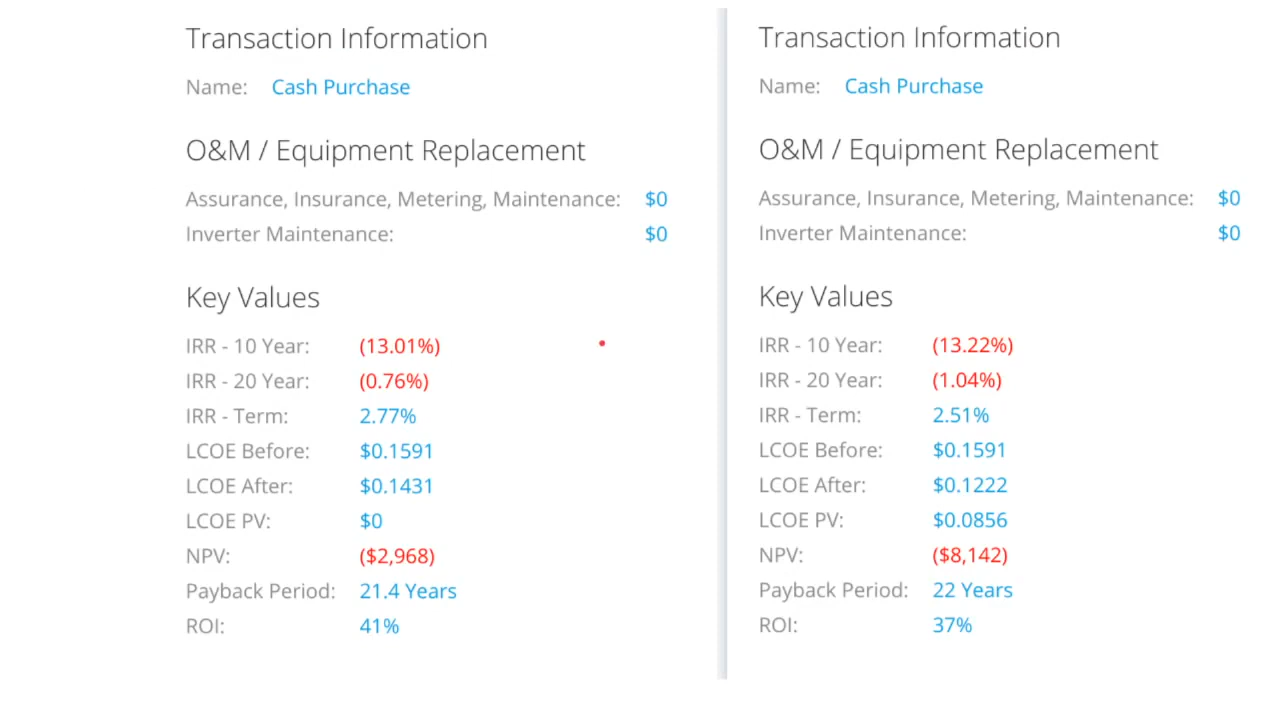 Transaction Information
Name: Cash Purchase
O&M / Equipment Replacement
Assurance, Insurance, Metering, Maintenance: $0
Inverter Maintenance: $0
Key Values
IRR - 10 Year: (13.01%)
IRR - 20 Year: (0.76%)
IRR - Term: 2.77%
LCOE Before: $0.1591
LCOE After: $0.1431
LCOE PV: $0
NPV: ($2,968)
Payback Period: 21.4 Years
ROI: 41%
Transaction Information
Name: Cash Purchase
O&M / Equipment Replacement
Assurance, Insurance, Metering, Maintenance: $0
Inverter Maintenance: $0
Key Values
IRR - 10 Year: (13.22%)
IRR - 20 Year: (1.04%)
IRR - Term: 2.51%
LCOE Before: $0.1591
LCOE After: $0.1222
LCOE PV: $0.0856
NPV: ($8,142)
Payback Period: 22 Years
ROI: 37%